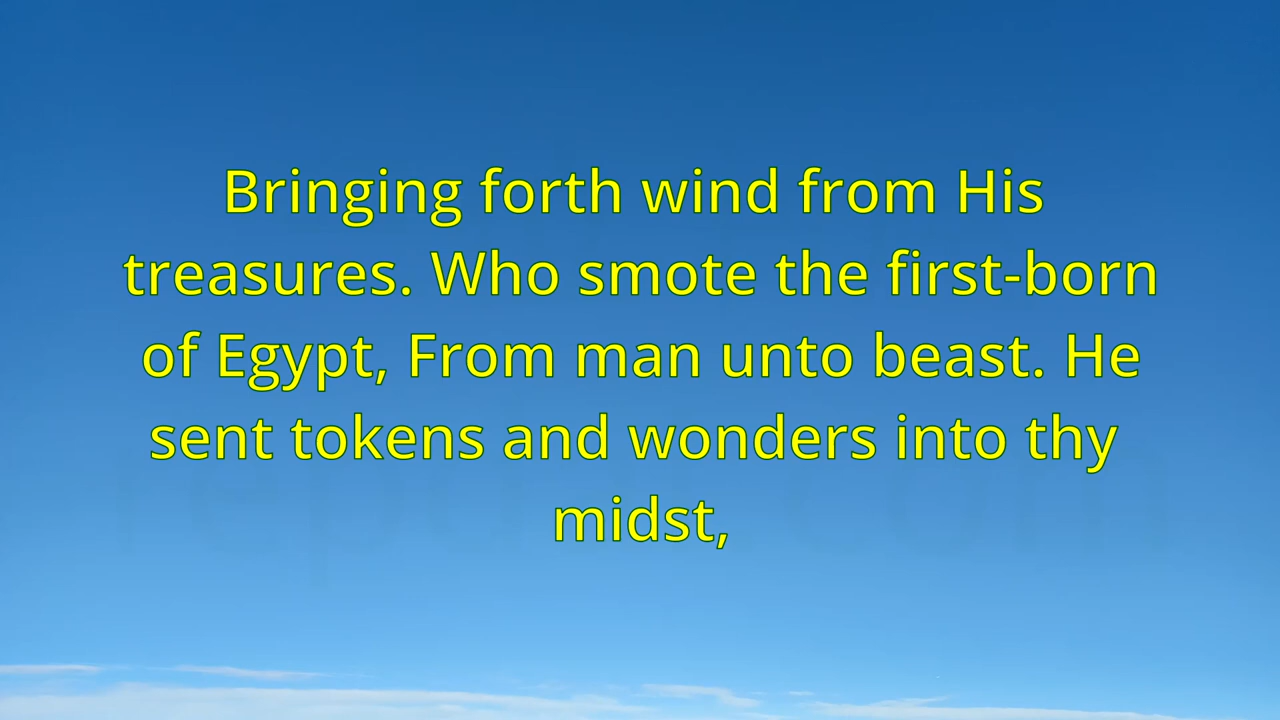 Bringing forth wind from His
treasures. Who smote the first-born
of Egypt, From man unto beast. He
sent tokens and wonders into thy
midst,